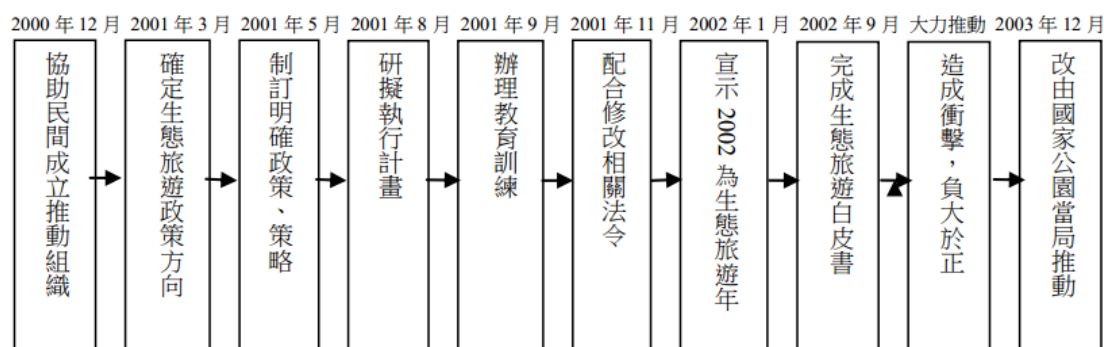 2000 年 12 月
協助民間成立推動組織
2001 年 3 月
確定生態旅遊政策方向
2001 年 5 月
制訂明確政策、策略
2001 年 8 月
研擬執行計畫
2001 年 9 月
辦理教育訓練
2001 年 11 月
配合修改相關法令
2002 年 1 月
宣示 2002 為生態旅遊年
2002 年 9 月
完成生態旅遊白皮書
大力推動
造成衝擊，負大於正
2003 年 12 月
改由國家公園當局推動